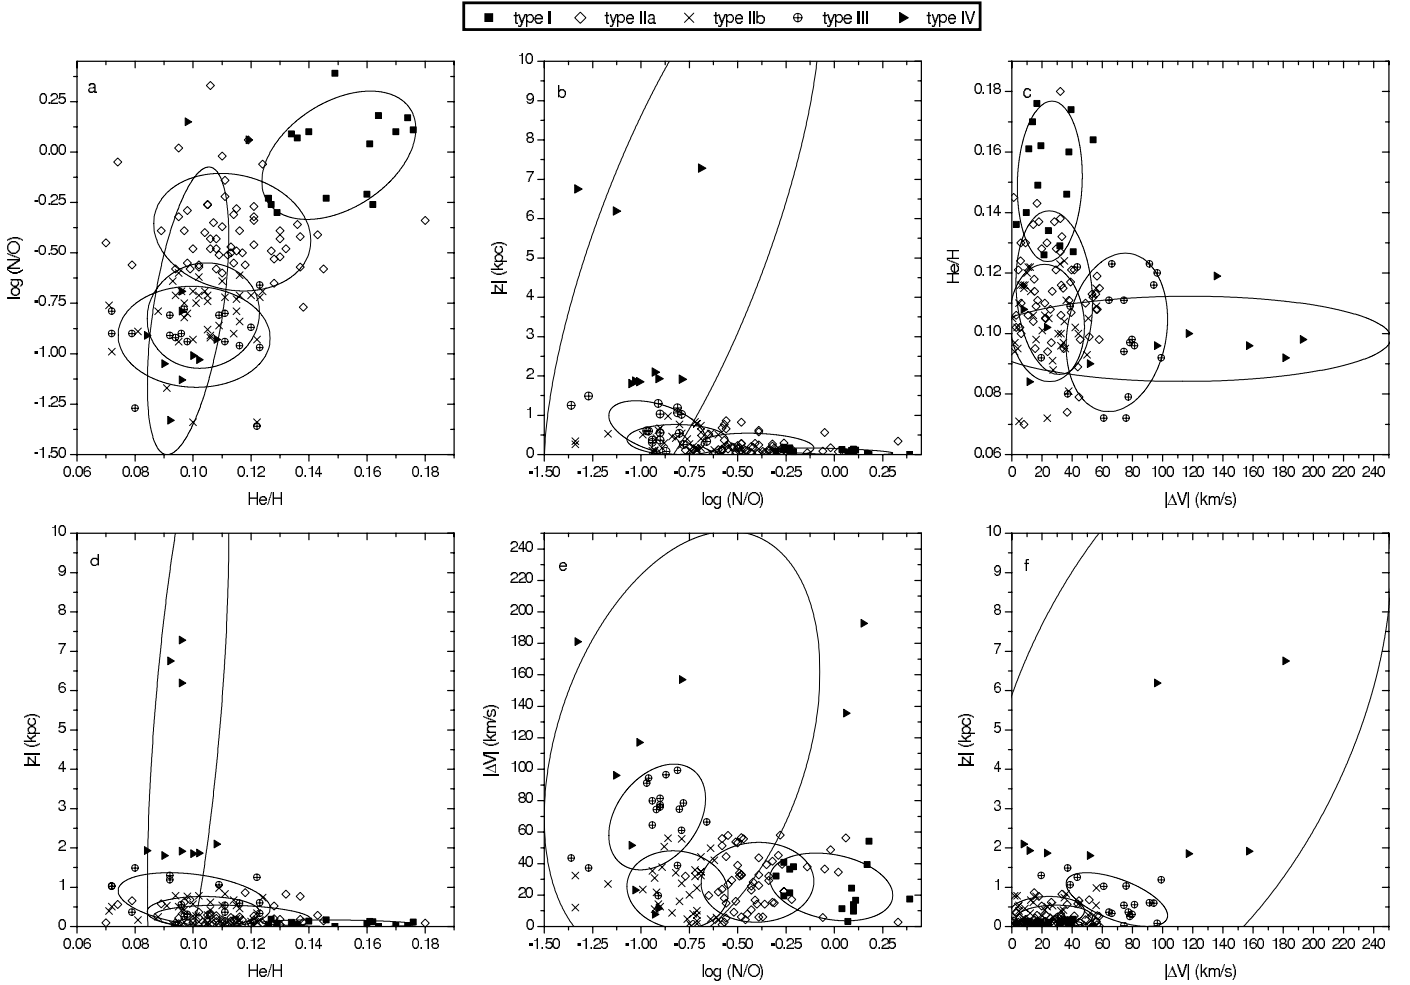 type I type IIa type IIb type III type IV
a
0.25
0.00
-0.25
-0.50
-0.75
-1.00
-1.25
-1.50
log (N/O)
0.06 0.08 0.10 0.12 0.14 0.16 0.18
He/H
b
10
9
8
7
6
5
4
3
2
1
0
|z| (kpc)
-1.50 -1.25 -1.00 -0.75 -0.50 -0.25 0.00 0.25
log (N/O)
c
0.18
0.16
0.14
0.12
0.10
0.08
0.06
He/H
0 20 40 60 80 100 120 140 160 180 200 220 240
|ΔV| (km/s)
d
10
9
8
7
6
5
4
3
2
1
0
|z| (kpc)
0.06 0.08 0.10 0.12 0.14 0.16 0.18
He/H
e
240
220
200
180
160
140
120
100
80
60
40
20
0
|ΔV| (km/s)
-1.50 -1.25 -1.00 -0.75 -0.50 -0.25 0.00 0.25
log (N/O)
f
10
9
8
7
6
5
4
3
2
1
0
|z| (kpc)
0 20 40 60 80 100 120 140 160 180 200 220 240
|ΔV| (km/s)